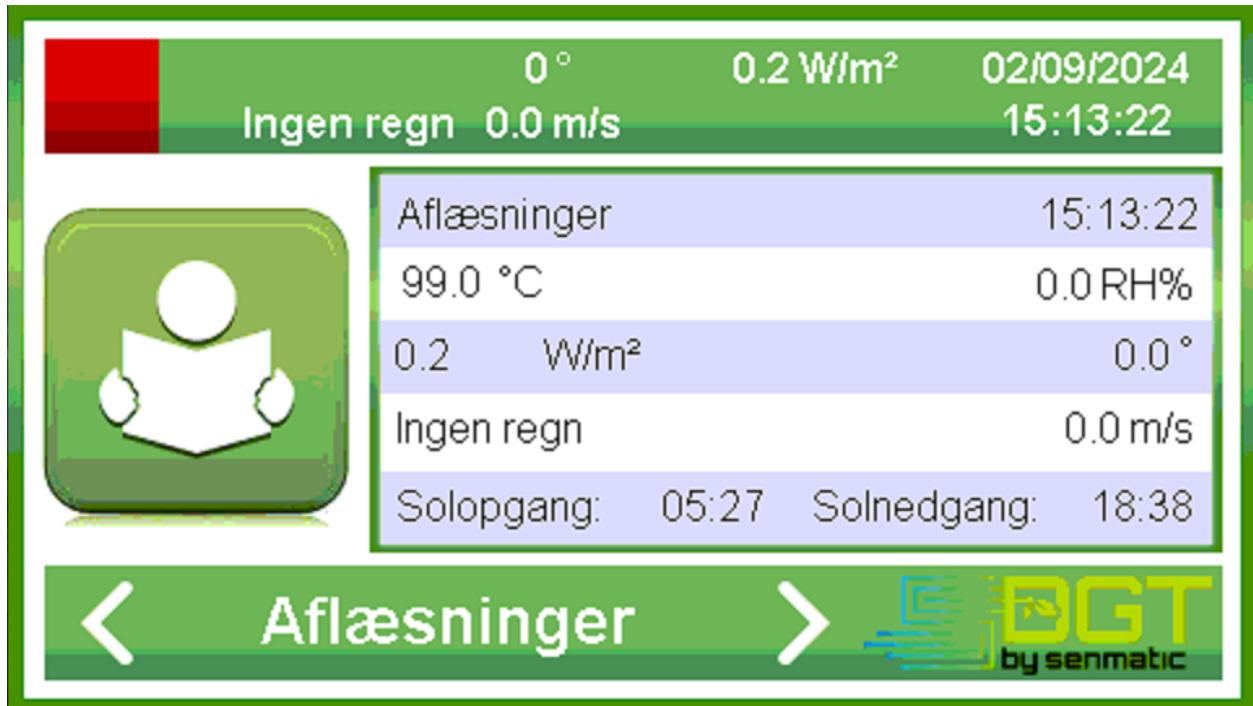 0° 0.2 W/m² 02/09/2024
Ingen regn 0.0 m/s 15:13:22
Aflæsninger 15:13:22
99.0 °C 0.0 RH%
0.2 W/m² 0.0°
Ingen regn 0.0 m/s
Solopgang: 05:27 Solnedgang: 18:38
Aflæsninger
DGT
by senmatic